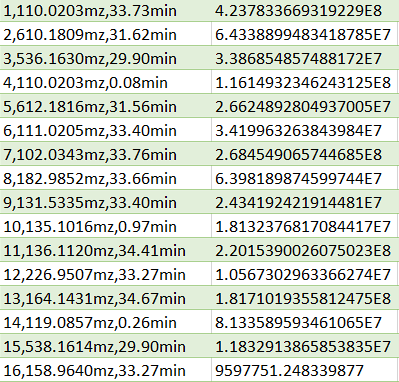 1,110.0203mz,33.73min 4.237833669319229E8
2,610.1809mz,31.62min 6.4338899483418785E7
3,536.1630mz,29.90min 3.386854857488172E7
4,110.0203mz,0.08min 1.1614932346243125E8
5,612.1816mz,31.56min 2.6624892804937005E7
6,111.0205mz,33.40min 3.419963263843984E7
7,102.0343mz,33.76min 2.684549065744685E8
8,182.9852mz,33.66min 6.398189874599744E7
9,131.5335mz,33.40min 2.434192421914481E7
10,135.1016mz,0.97min 1.8132376817084417E7
11,136.1120mz,34.41min 2.2015390026075023E8
12,226.9507mz,33.27min 1.0567302963366274E7
13,164.1431mz,34.67min 1.8171019355812475E8
14,119.0857mz,0.26min 8.133589593461065E7
15,538.1614mz,29.90min 1.1832913865853835E7
16,158.9640mz,33.27min 9597751.248339877